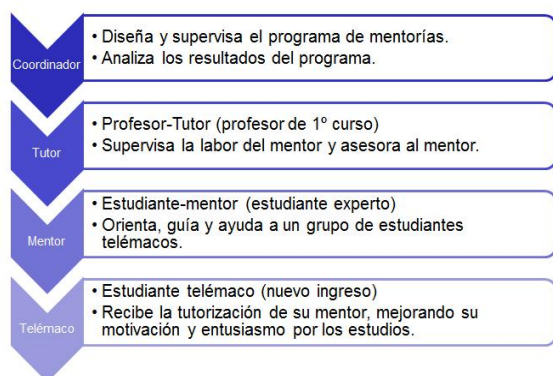 Coordinador
• Diseña y supervisa el programa de mentorías.
• Analiza los resultados del programa.
Tutor
• Profesor-Tutor (profesor de 1º curso)
• Supervisa la labor del mentor y asesora al mentor.
Mentor
• Estudiante-mentor (estudiante experto)
• Orienta, guía y ayuda a un grupo de estudiantes
telémacos.
Telémaco
• Estudiante telémaco (nuevo ingreso)
• Recibe la tutorización de su mentor, mejorando su
motivación y entusiasmo por los estudios.